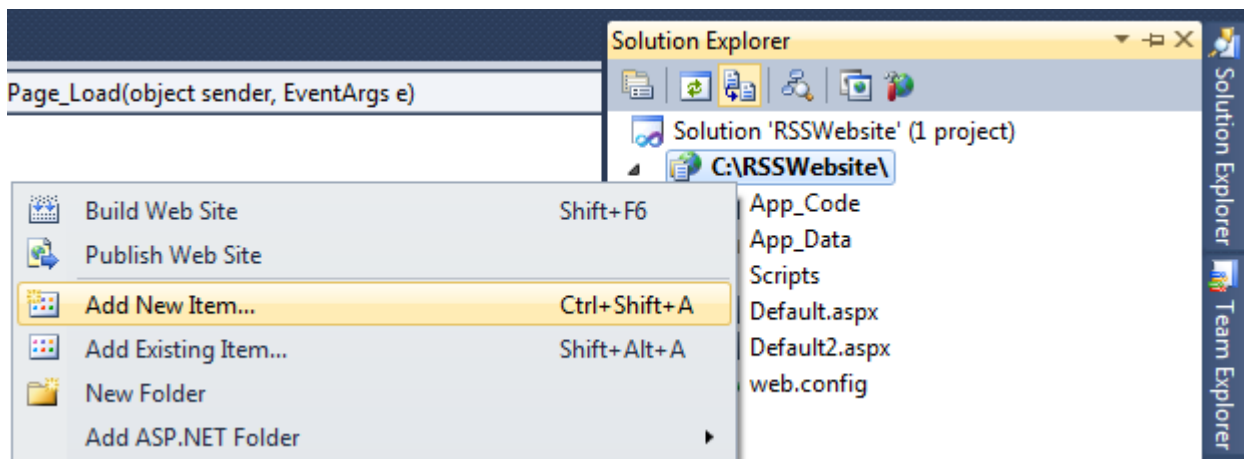 Solution Explorer
Page_Load(object sender, EventArgs e)
Solution 'RSSWebsite' (1 project)
C:\RSSWebsite\
App_Code
App_Data
Scripts
Default.aspx
Default2.aspx
web.config
Build Web Site Shift+F6
Publish Web Site
Add New Item... Ctrl+Shift+A
Add Existing Item... Shift+Alt+A
New Folder
Add ASP.NET Folder
Solution Explorer
Team Explorer